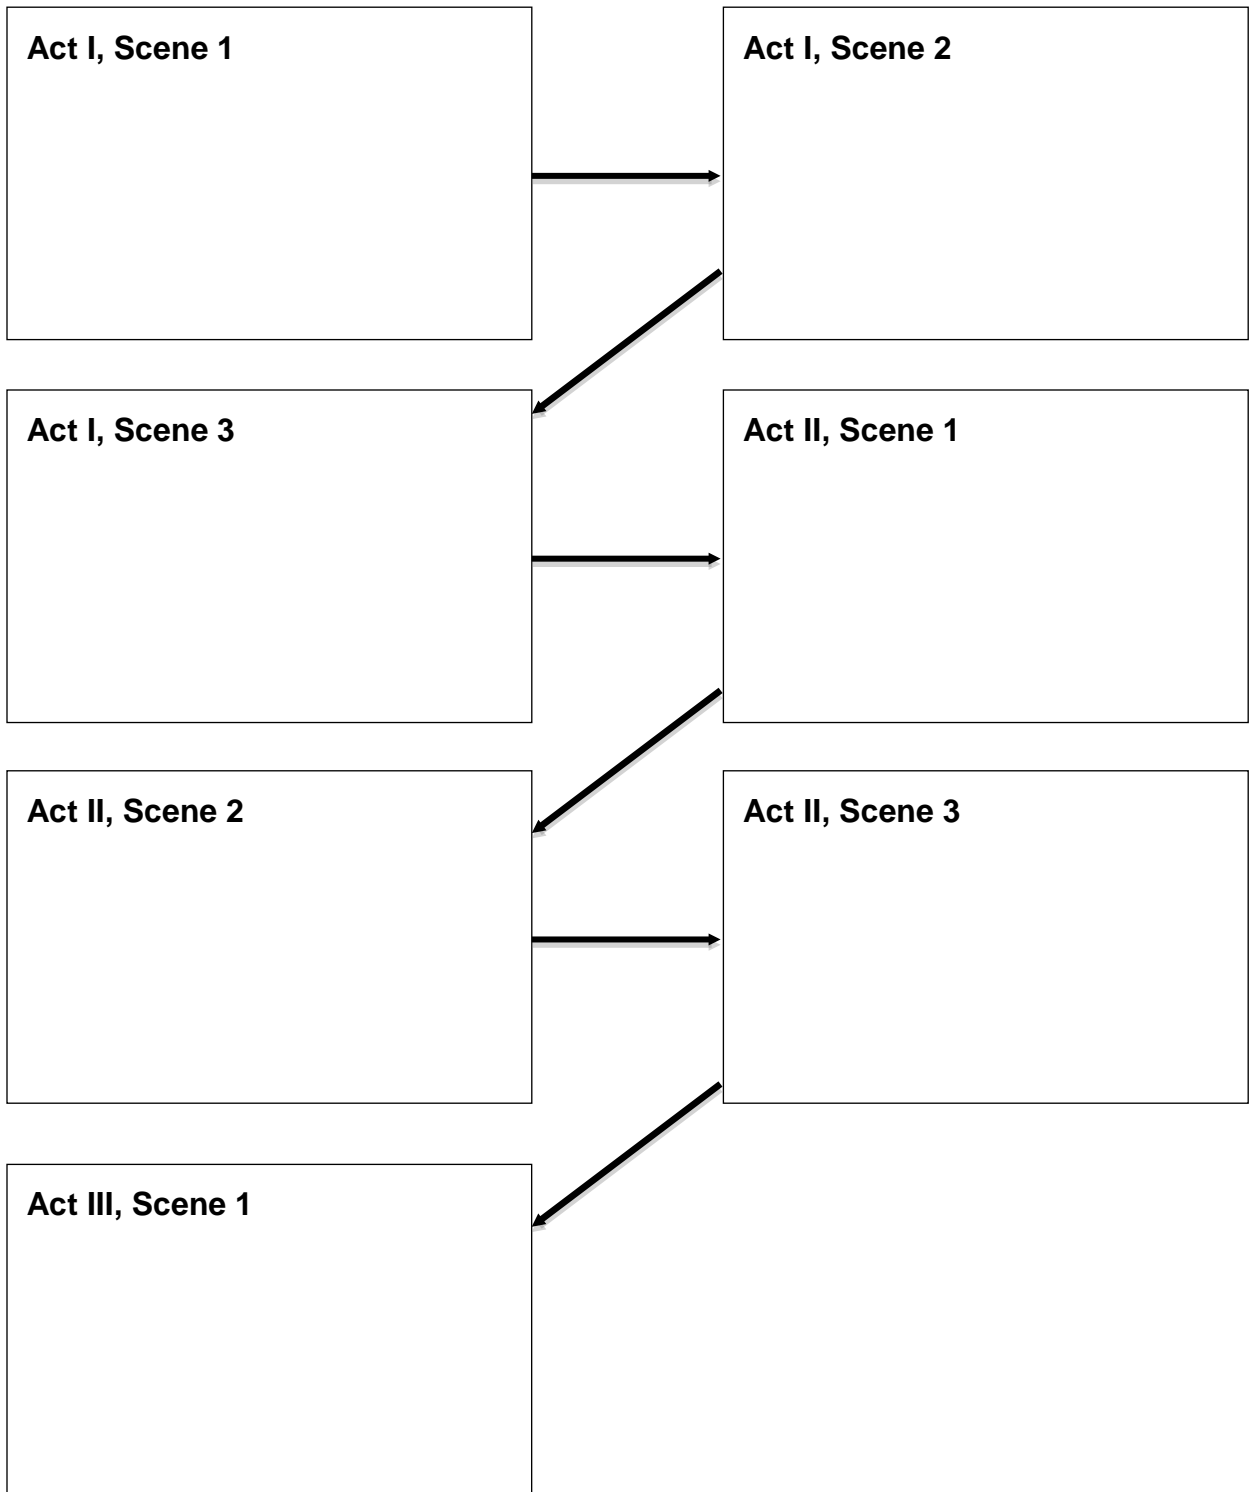 Act I, Scene 1
Act I, Scene 2
Act I, Scene 3
Act II, Scene 1
Act II, Scene 2
Act II, Scene 3
Act III, Scene 1